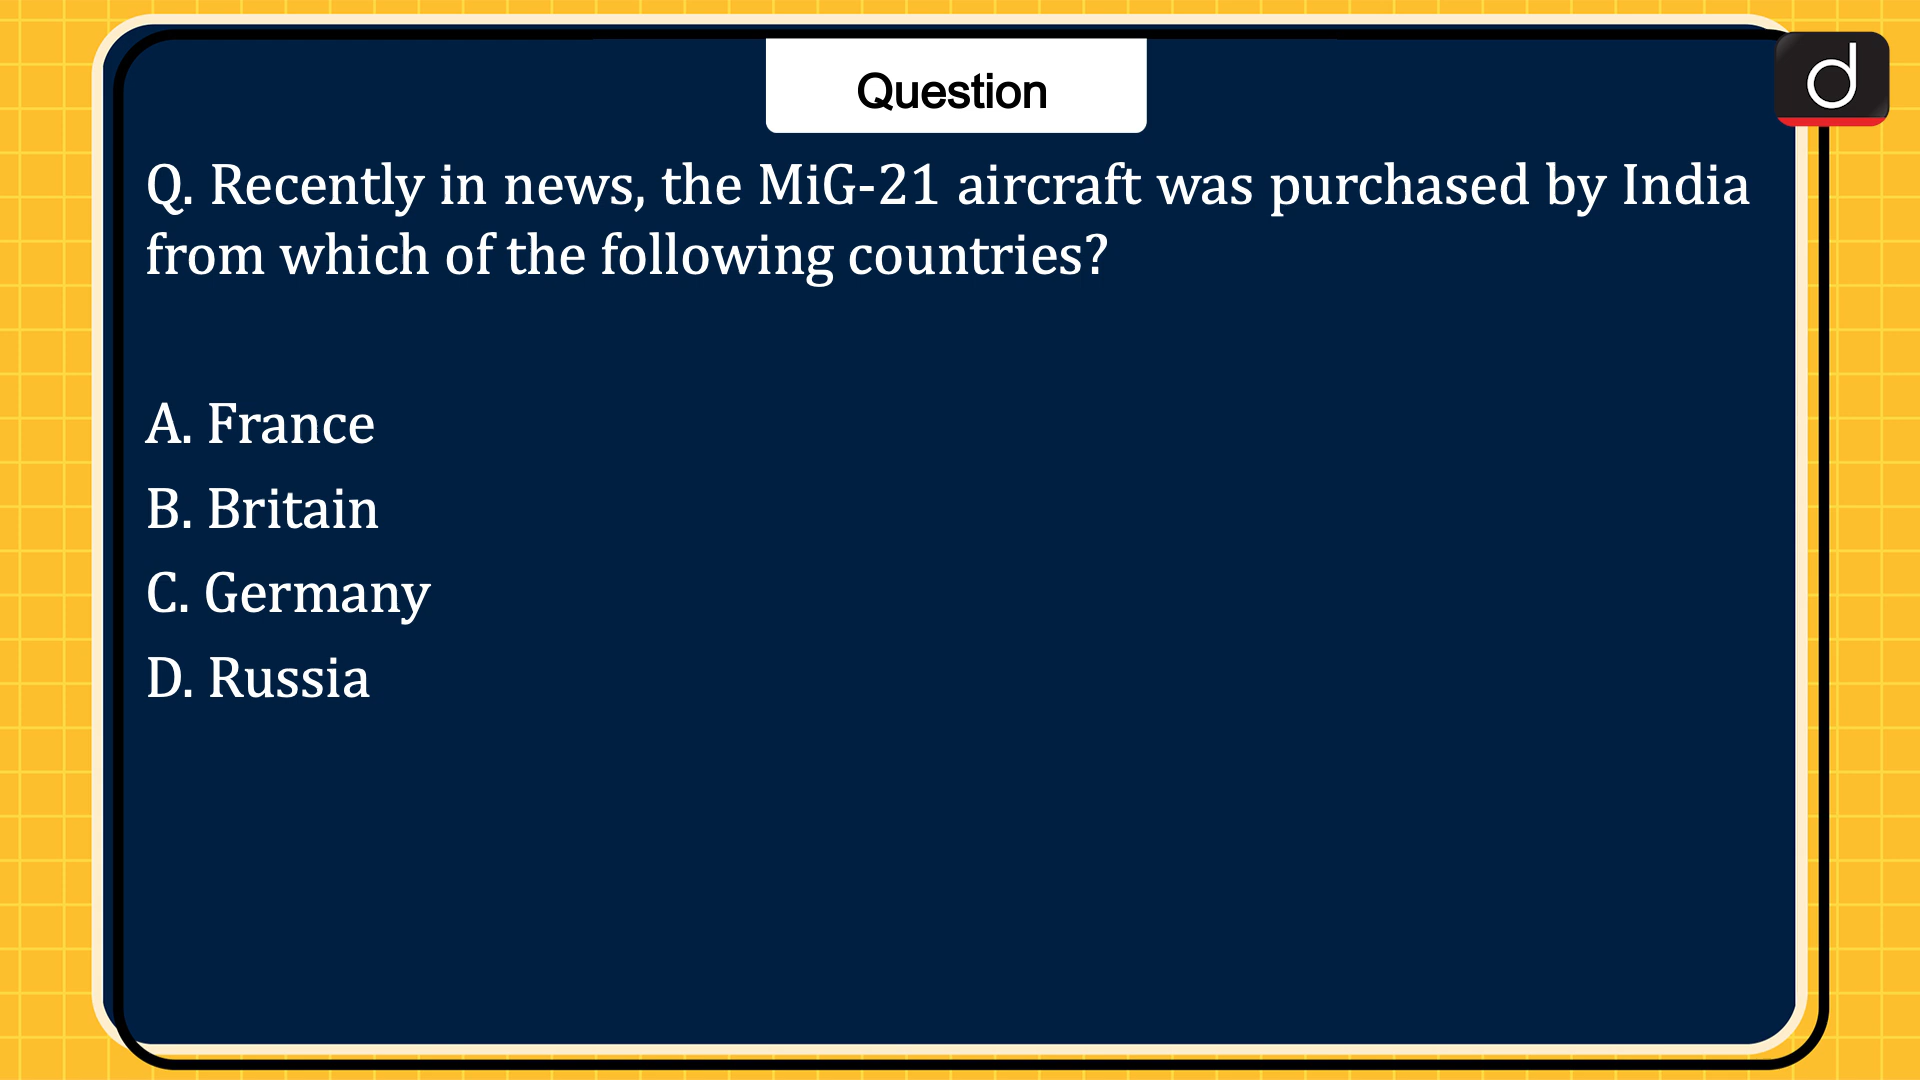 Question
d
Q. Recently in news, the MiG-21 aircraft was purchased by India
from which of the following countries?
A. France
B. Britain
C. Germany
D. Russia